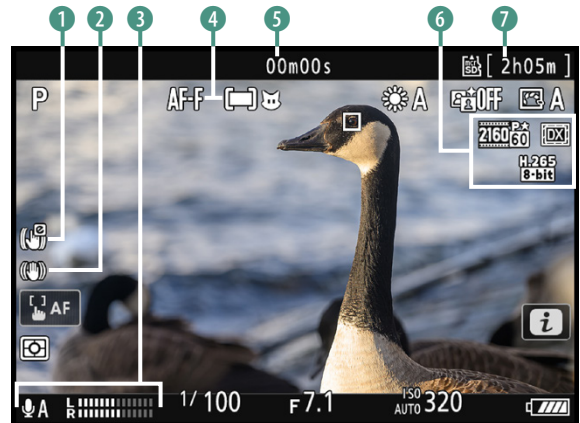 1 2 3 4 5 6 7
00m00s SD [2h05m]
P AF-F A OFF A
2160 P★ 60 DX
H.265
8-bit
e
AF
i
A L R 1/100 F7.1 ISO AUTO 320